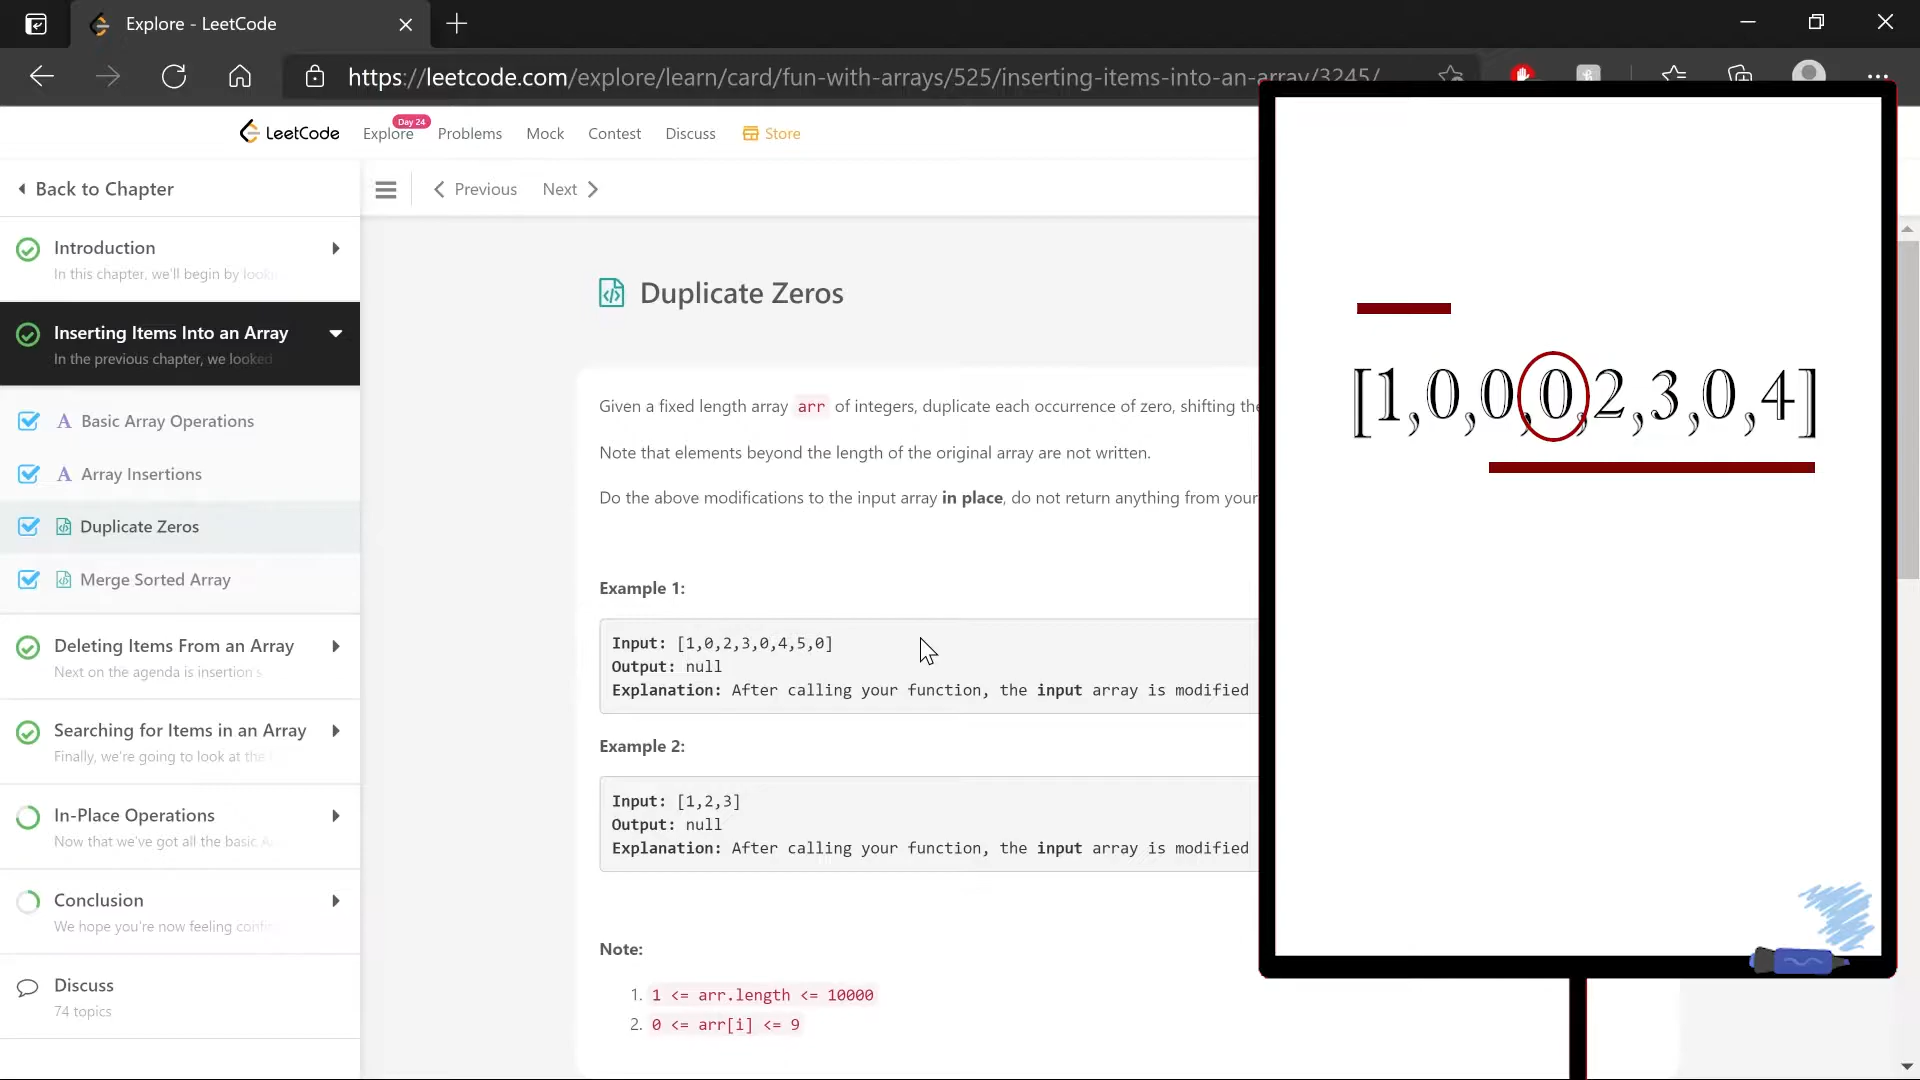 Explore - LeetCode
https://leetcode.com/explore/learn/card/fun-with-arrays/525/inserting-items-into-an-array/3245/
LeetCode
Explore
Day 24
Problems
Mock
Contest
Discuss
Store
Back to Chapter
Previous
Next
Introduction
In this chapter, we'll begin by looki
Inserting Items Into an Array
In the previous chapter, we looked
A Basic Array Operations
A Array Insertions
Duplicate Zeros
Merge Sorted Array
Deleting Items From an Array
Next on the agenda is insertion's
Searching for Items in an Array
Finally, we're going to look at the
In-Place Operations
Now that we've got all the basic A
Conclusion
We hope you're now feeling confi
Discuss
74 topics
Duplicate Zeros
Given a fixed length array arr of integers, duplicate each occurrence of zero, shifting the
Note that elements beyond the length of the original array are not written.
Do the above modifications to the input array in place, do not return anything from your
Example 1:
Input: [1,0,2,3,0,4,5,0]
Output: null
Explanation: After calling your function, the input array is modified
Example 2:
Input: [1,2,3]
Output: null
Explanation: After calling your function, the input array is modified
Note:
1. 1 <= arr.length <= 10000
2. 0 <= arr[i] <= 9
[1,0,0,0,2,3,0,4]